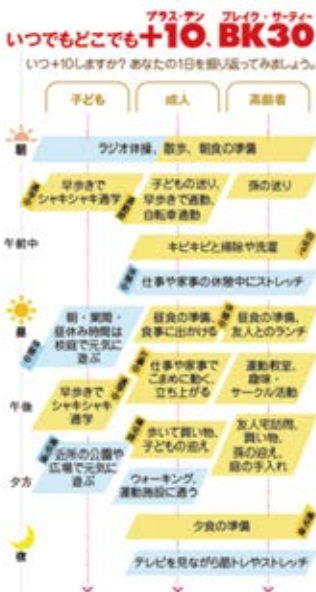 プラス・テン ブレイク・サーティー
いつでもどこでも+10、BK30
いつ+10しますか？あなたの1日を振り返ってみましょう。
子ども 成人 高齢者
朝
ラジオ体操、散歩、朝食の準備
早歩きで
シャキシャキ通学
子どもの送り、
早歩きで通勤、
自転車通勤
孫の送り
午前中
キビキビと掃除や洗濯
仕事や家事の休憩中にストレッチ
昼
朝・業間・
昼休み時間は
校庭で元気に
遊ぶ
昼食の準備、
食事に出かける
昼食の準備、
友人とのランチ
午後
早歩きで
シャキシャキ
通学
仕事や家事で
こまめに動く、
立ち上がる
運動教室、
趣味・
サークル活動
夕方
近所の公園や
広場で元気に
遊ぶ
歩いて買い物、
子どもの迎え
ウォーキング、
運動施設に通う
友人宅訪問、
買い物、
孫の迎え、
庭の手入れ
夕食の準備
夜
テレビを見ながら筋トレやストレッチ